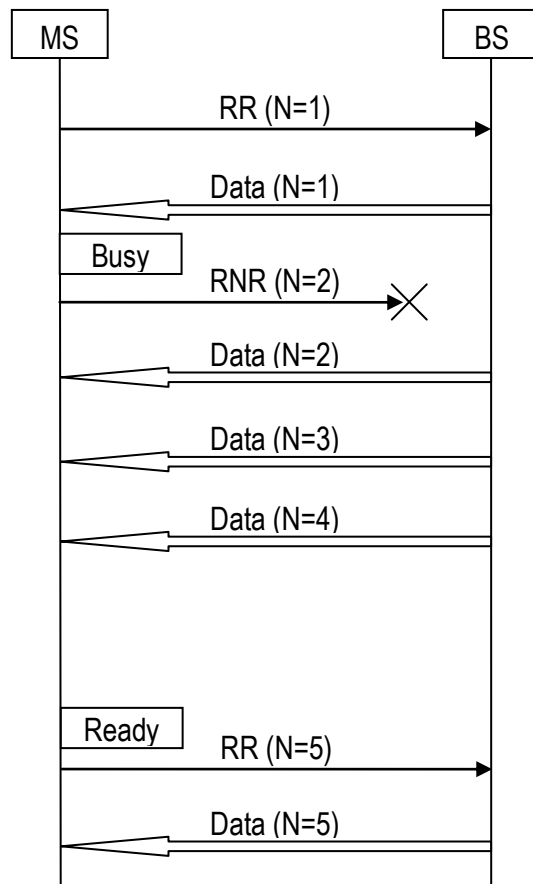 MS
BS
RR (N=1)
Data (N=1)
Busy
RNR (N=2)
Data (N=2)
Data (N=3)
Data (N=4)
Ready
RR (N=5)
Data (N=5)